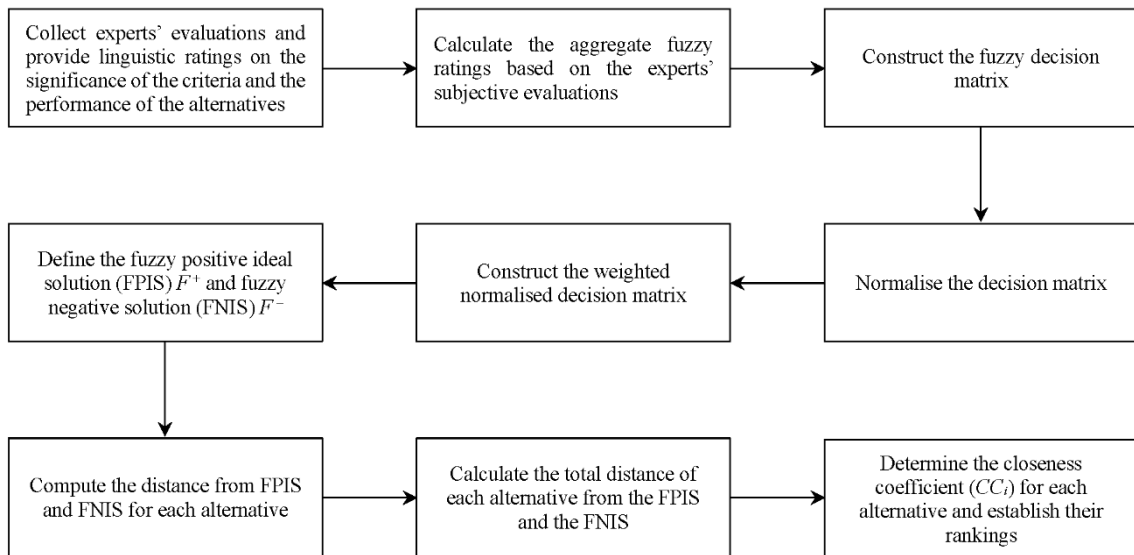 Collect experts' evaluations and
provide linguistic ratings on the
significance of the criteria and the
performance of the alternatives
Calculate the aggregate fuzzy
ratings based on the experts'
subjective evaluations
Construct the fuzzy decision
matrix
Normalise the decision matrix
Construct the weighted
normalised decision matrix
Define the fuzzy positive ideal
solution (FPIS) F⁺ and fuzzy
negative solution (FNIS) F⁻
Compute the distance from FPIS
and FNIS for each alternative
Calculate the total distance of
each alternative from the FPIS
and the FNIS
Determine the closeness
coefficient (CCᵢ) for each
alternative and establish their
rankings